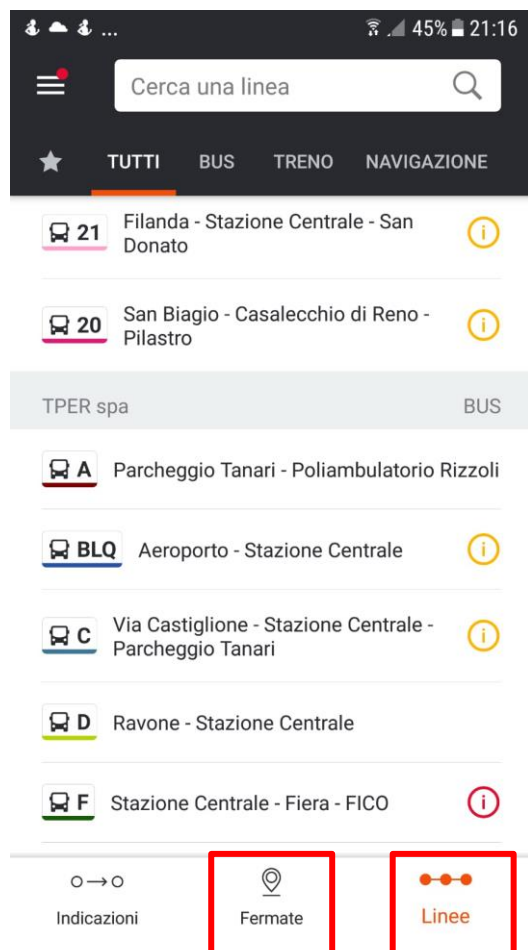 ... 45% 21:16
Cerca una linea
TUTTI BUS TRENO NAVIGAZIONE
21 Filanda - Stazione Centrale - San
Donato
20 San Biagio - Casalecchio di Reno -
Pilastro
TPER spa BUS
A Parcheggio Tanari - Poliambulatorio Rizzoli
BLQ Aeroporto - Stazione Centrale
C Via Castiglione - Stazione Centrale -
Parcheggio Tanari
D Ravone - Stazione Centrale
F Stazione Centrale - Fiera - FICO
Indicazioni Fermate Linee